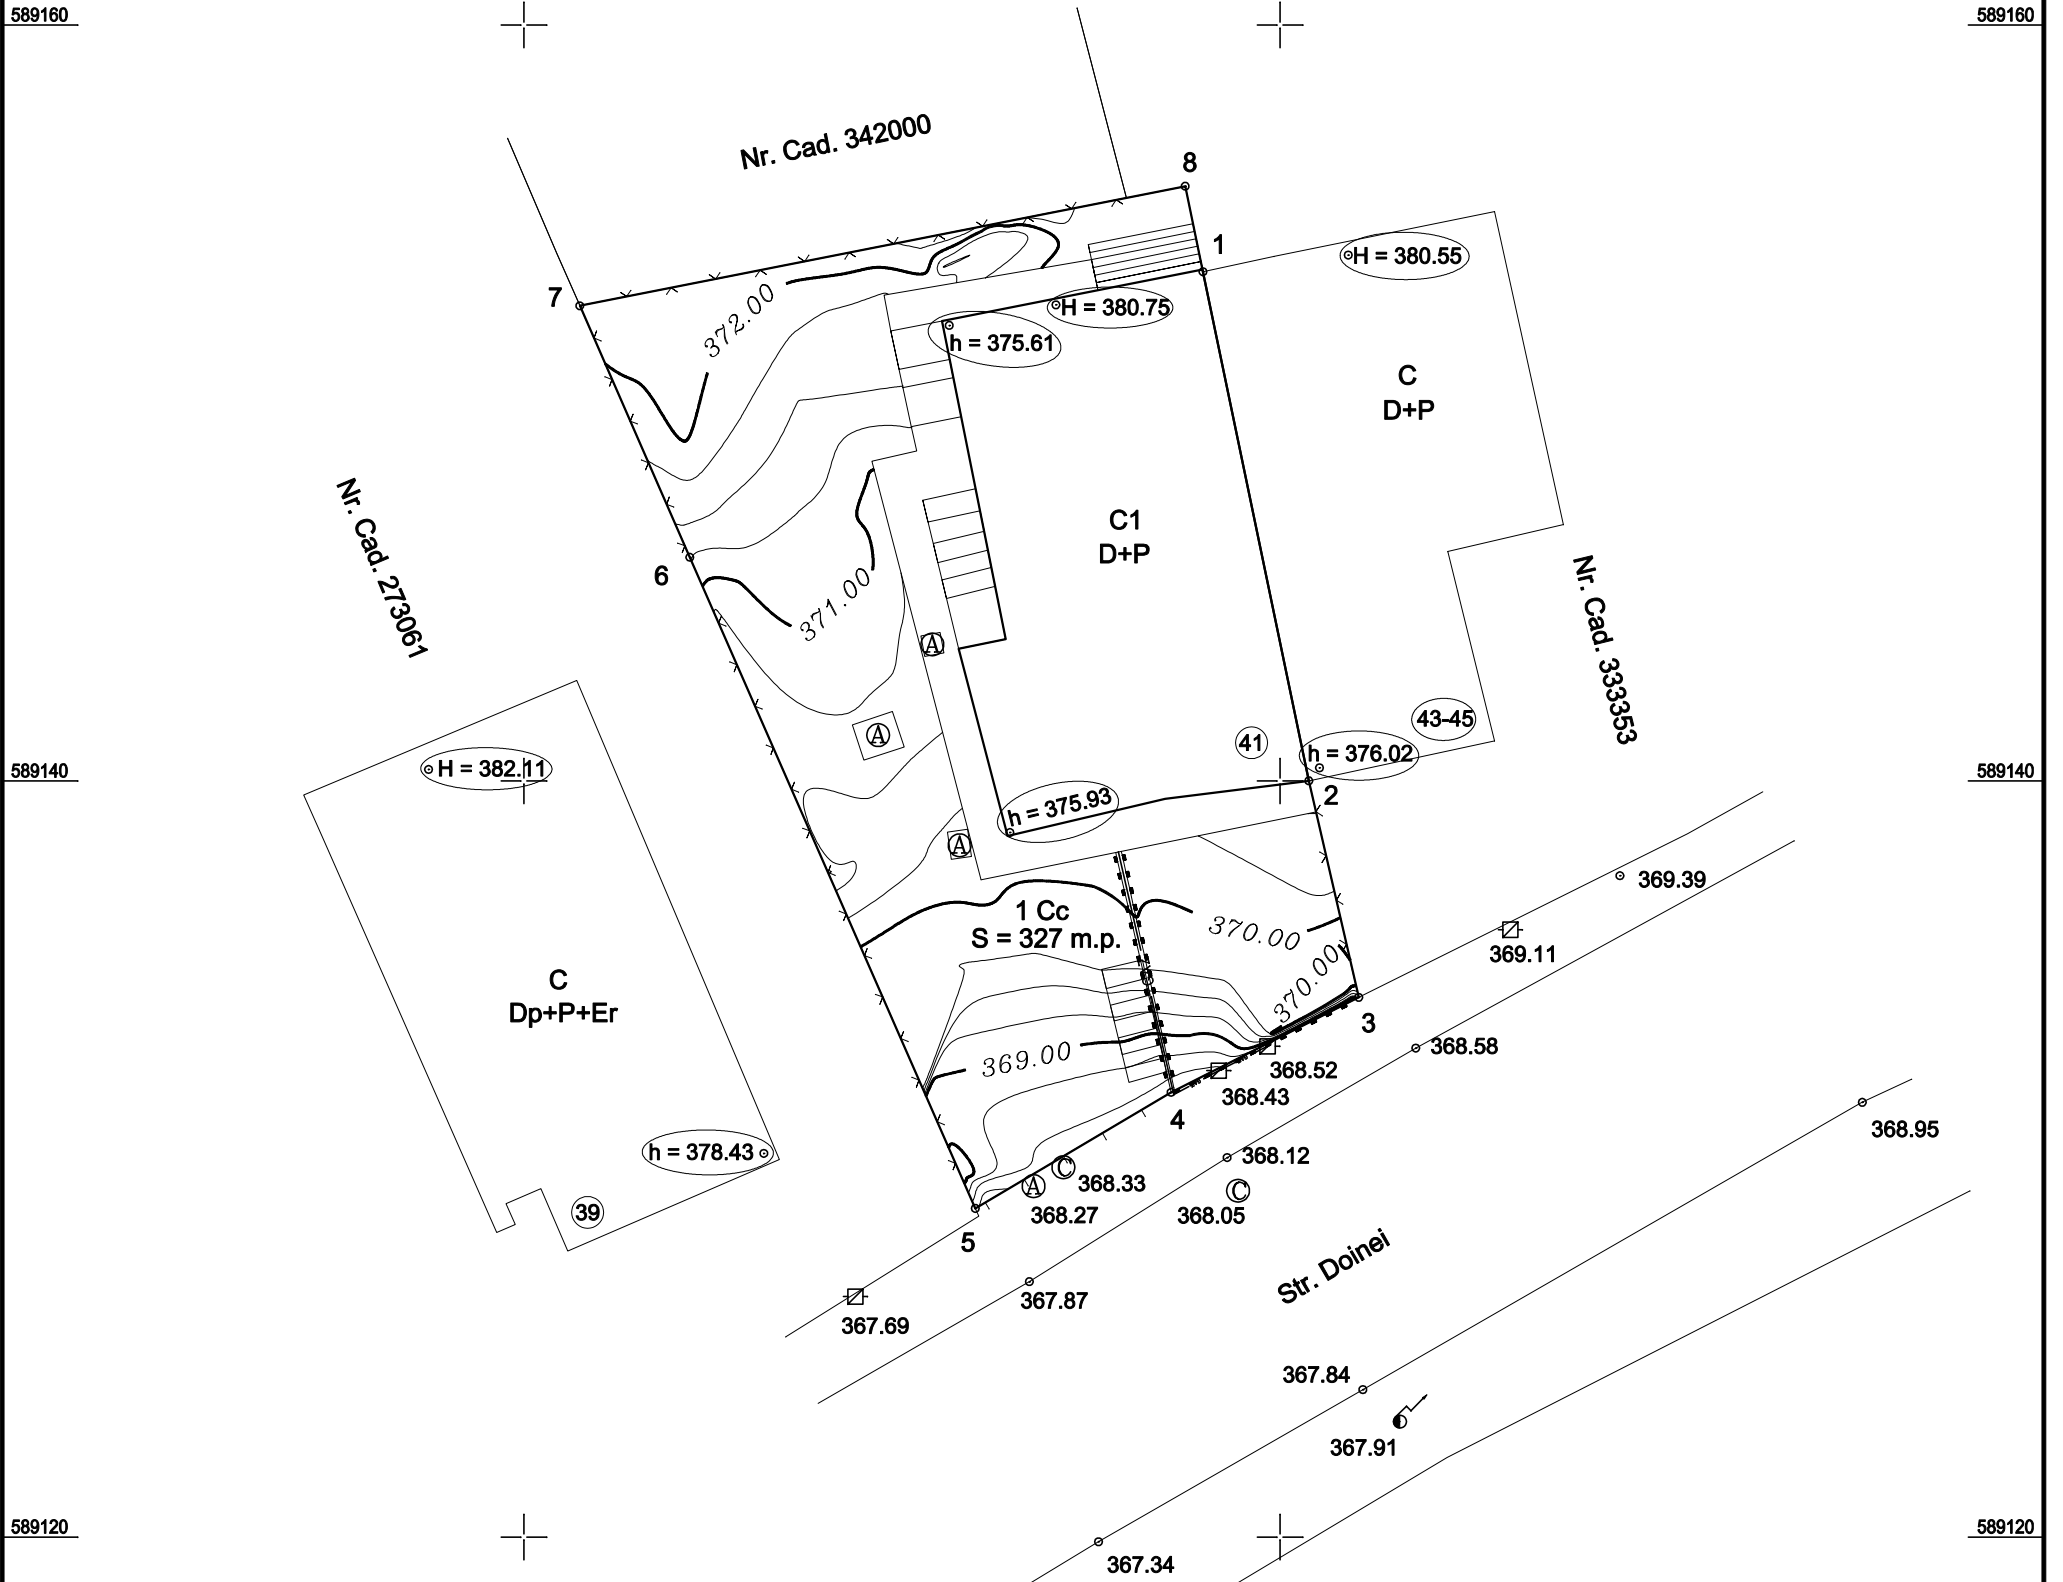 589160
589160
Nr. Cad. 342000
8
1
H = 380.55
7
372.00
H = 380.75
h = 375.61
C
D+P
Nr. Cad. 273061
C1
D+P
6
371.00
Nr. Cad. 333353
A
43-45
A
41
h = 376.02
589140
H = 382.11
589140
2
h = 375.93
A
369.39
1 Cc
S = 327 m.p.
370.00
369.11
C
Dp+P+Er
370.00
3
369.00
368.52
368.58
368.43
4
368.95
h = 378.43
C
368.33
368.12
A
368.27
C
368.05
39
5
Str. Doinei
367.87
367.69
367.84
367.91
589120
589120
367.34